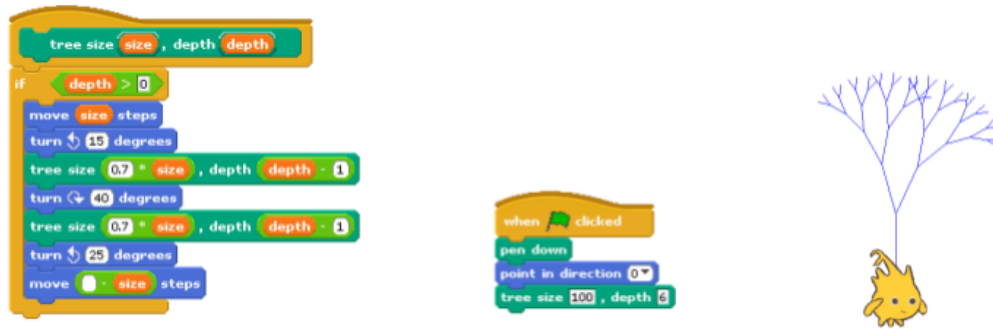 tree size size , depth depth
if depth > 0
move size steps
turn 15 degrees
tree size 0.7 * size , depth depth - 1
turn 40 degrees
tree size 0.7 * size , depth depth - 1
turn 25 degrees
move - size steps
when clicked
pen down
point in direction 0
tree size 100 , depth 6